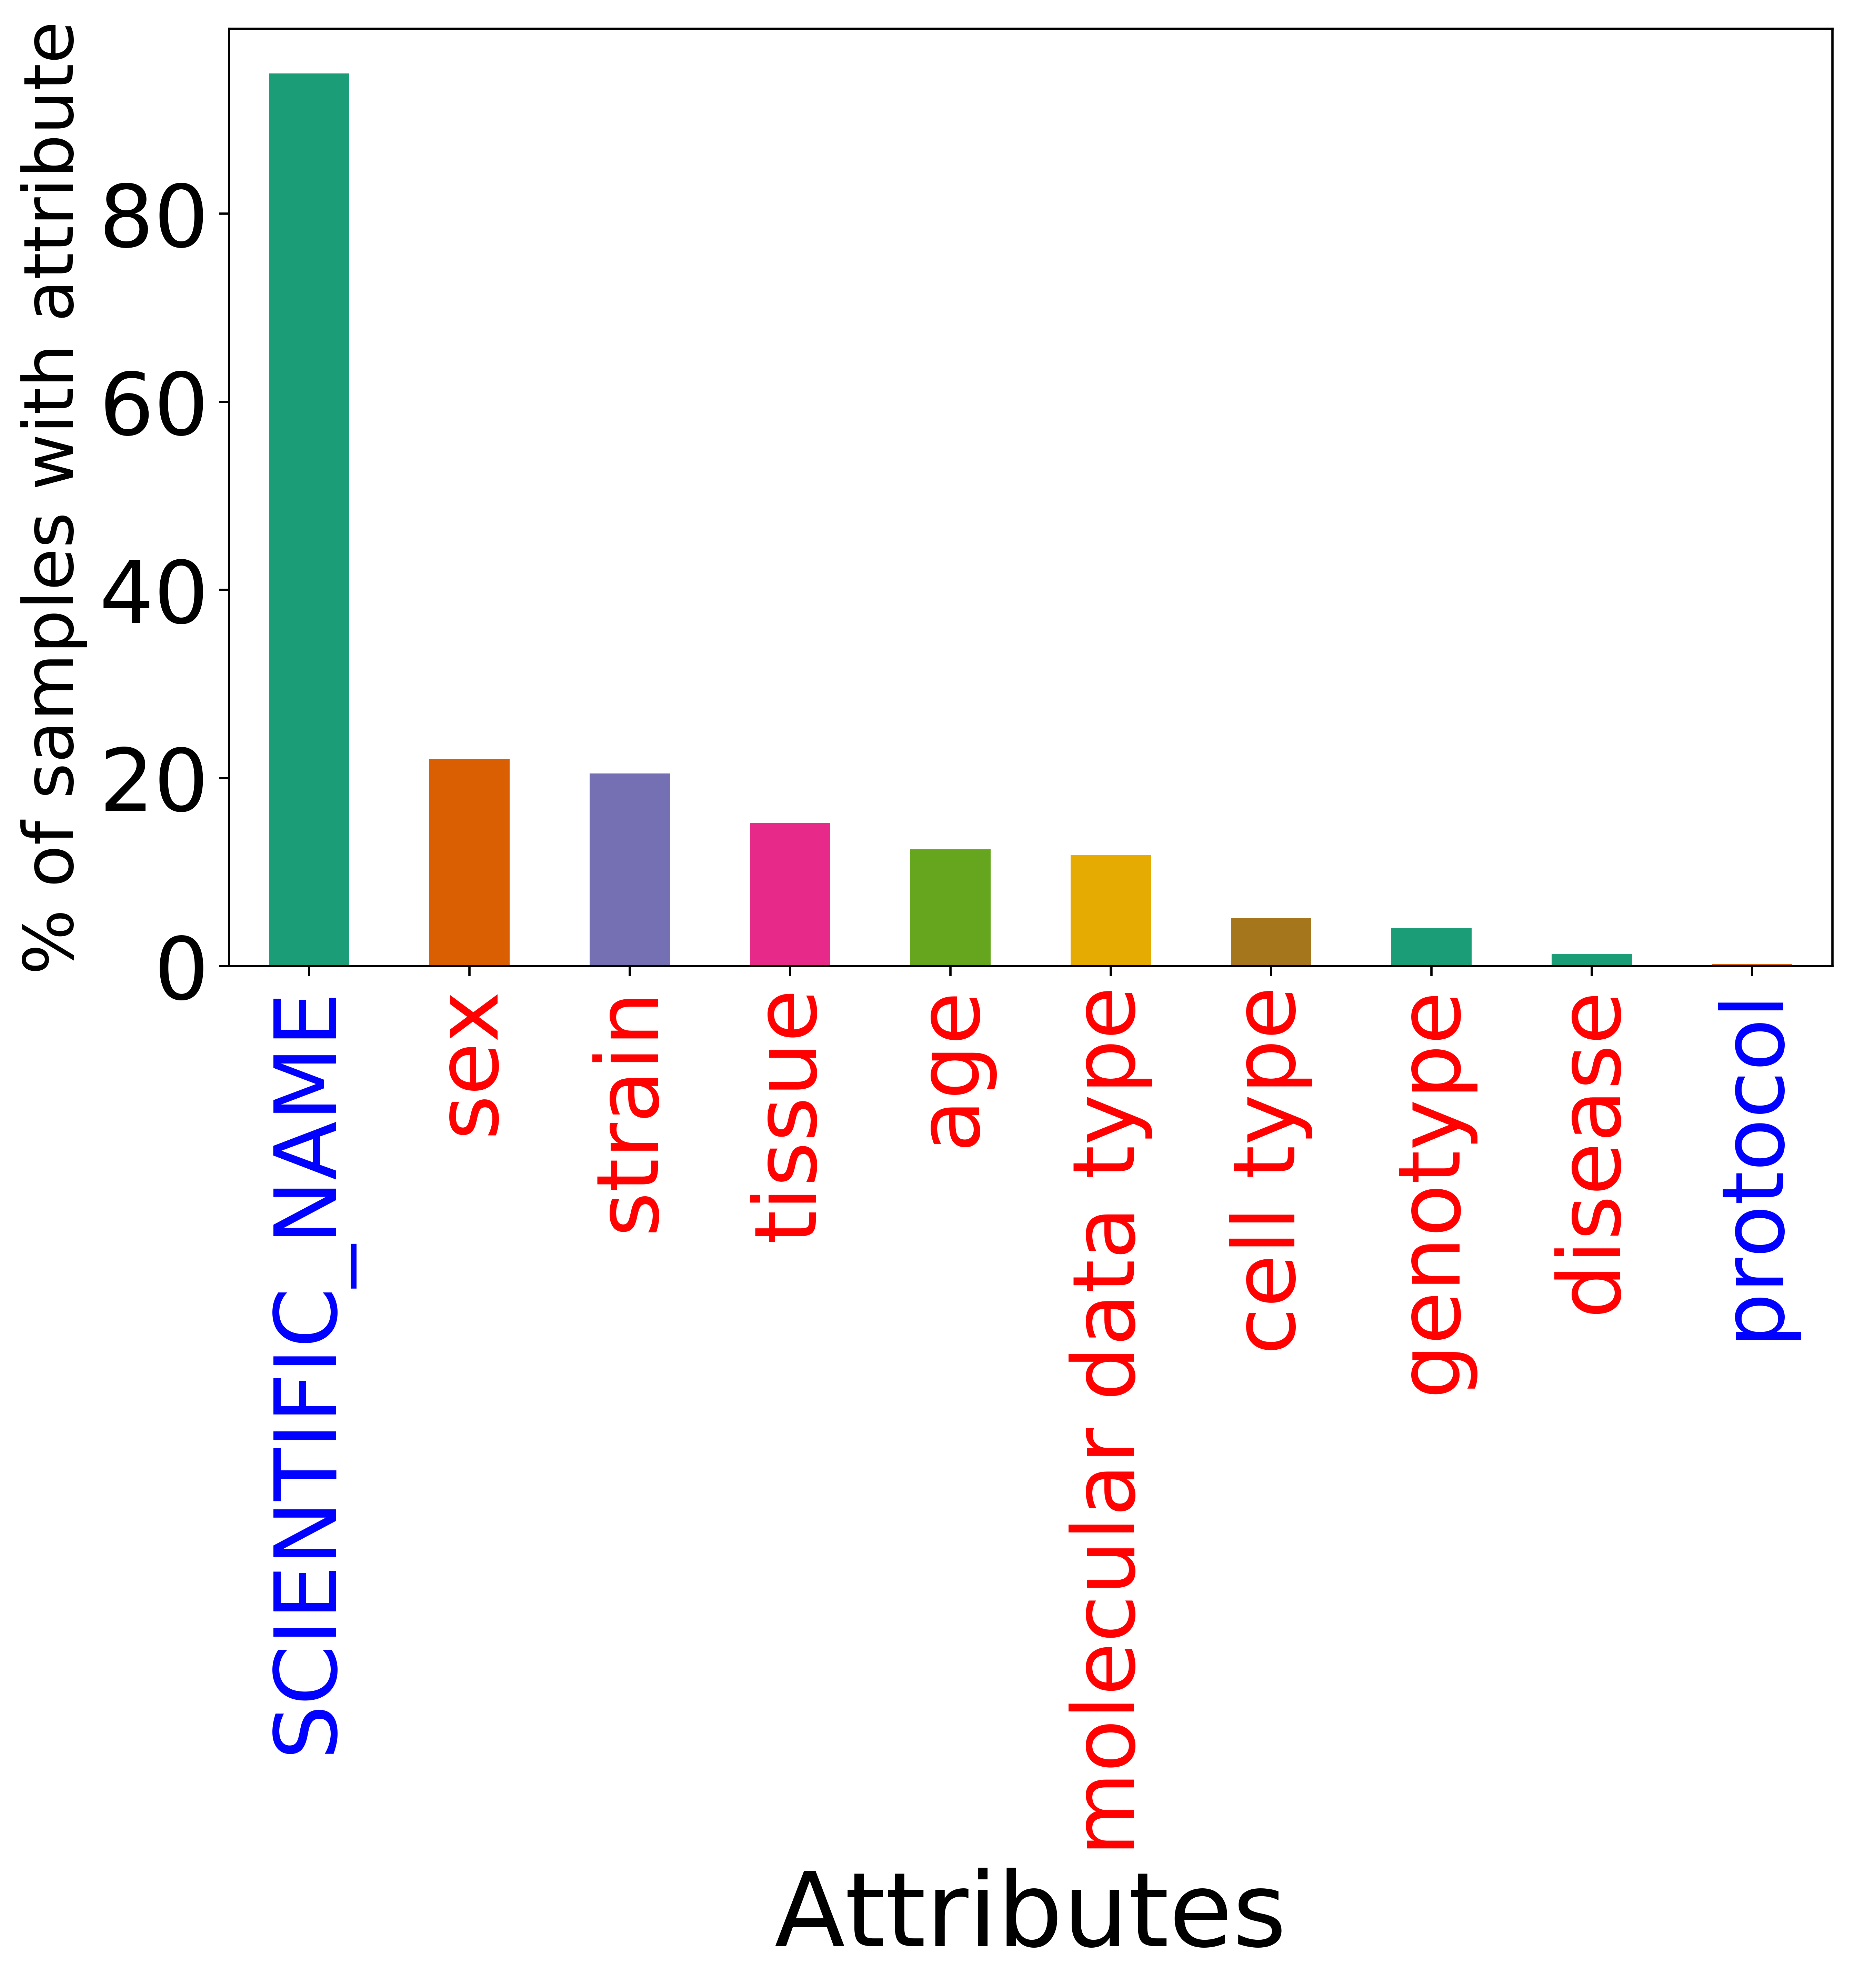 % of samples with attribute
80
60
40
20
0
SCIENTIFIC_NAME
sex
strain
tissue
age
molecular data type
cell type
genotype
disease
protocol
Attributes